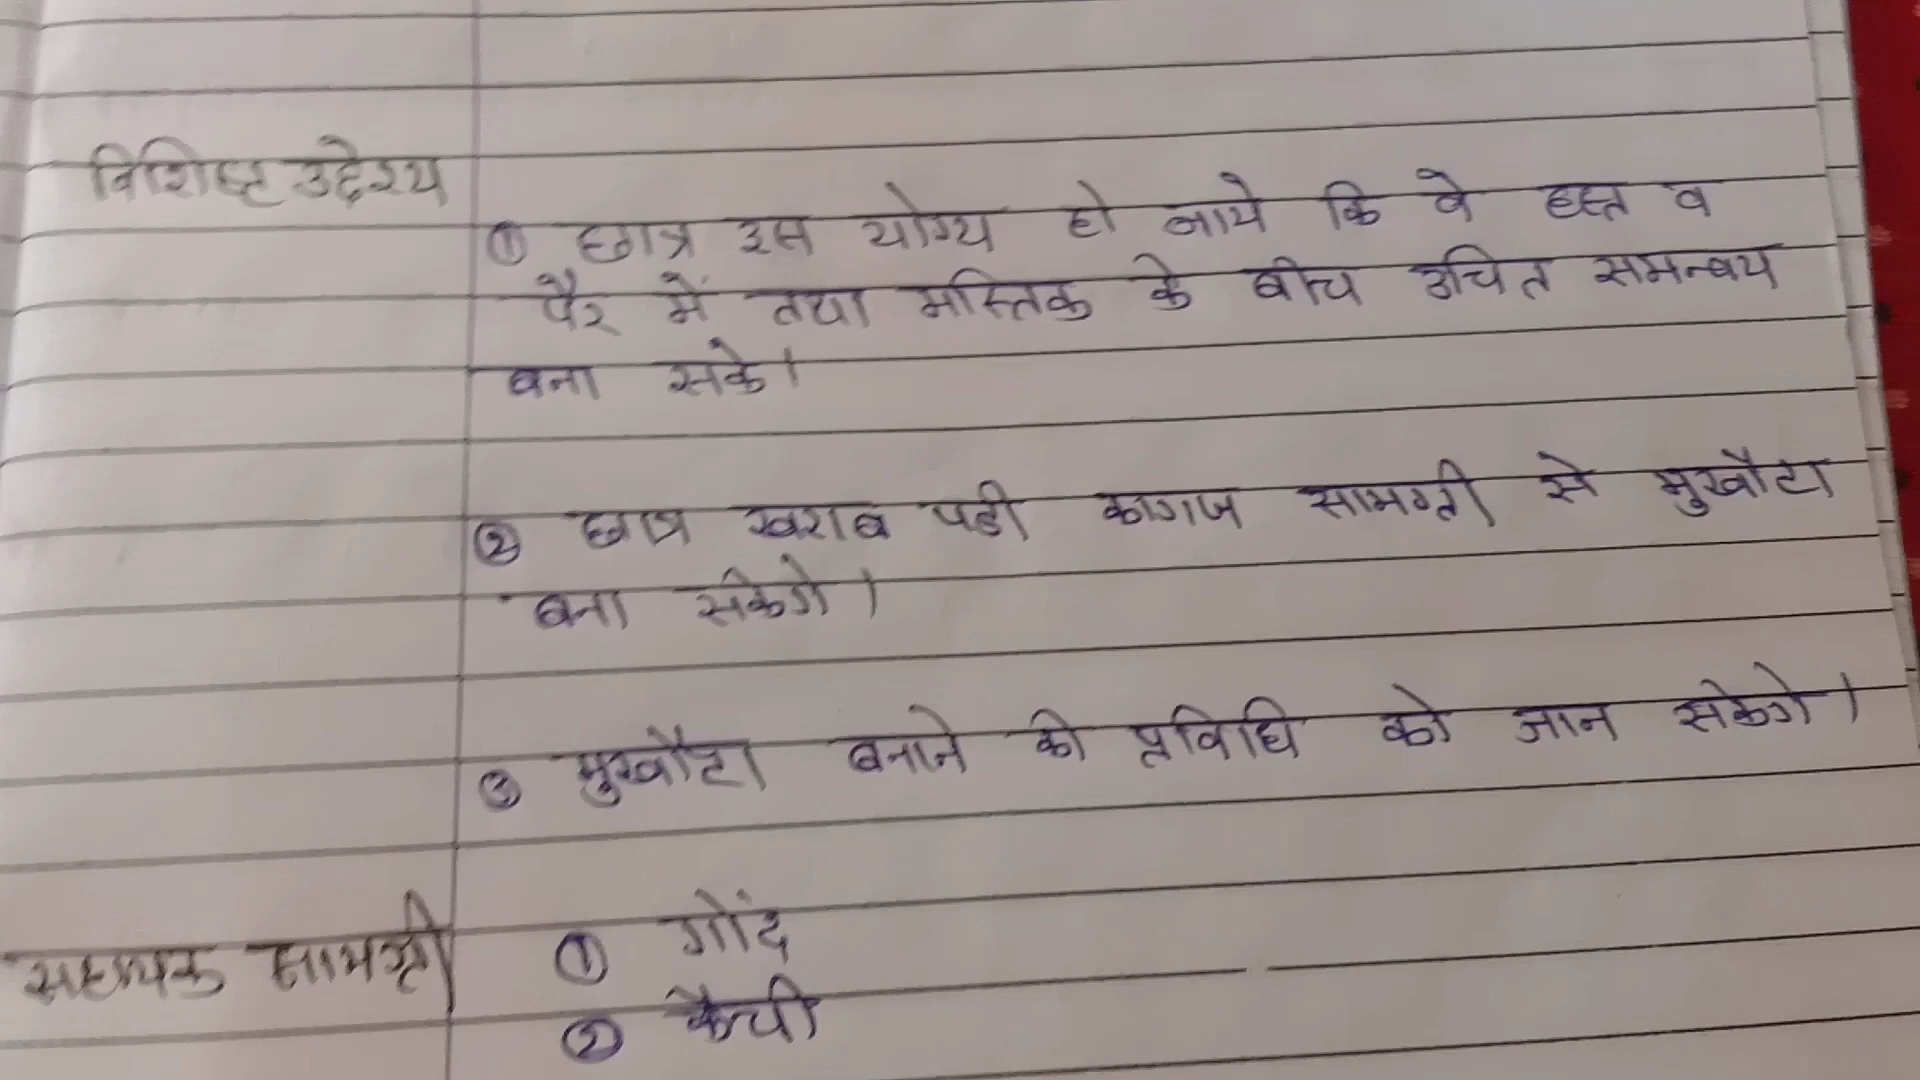 विशिष्ट उद्देश्य
① छात्र इस योग्य हो जाये कि वे हस्त व
पैर में तथा मस्तिक के बीच उचित समन्वय
बना सके।
② छात्र खराब पडी कागज सामग्री से मुखौटा
बना सकेगे।
③ मुखौटा बनाने की प्रविधि को जान सकेगे।
सहायक सामग्री ① गोंद
② कैची